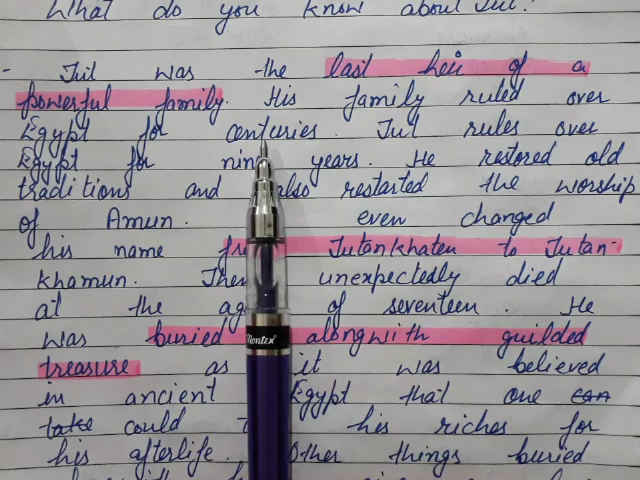 What do you know about Tut?
- Tut was the last heir of a
powerful family. His family ruled over
Egypt for centuries. Tut rules over
Egypt for nin years. He restored old
traditions and also restarted the worship
of Amun. even changed
his name Tutankhaten to Tutan-
khamun. unexpectedly died
at the of seventeen. He
was buried alongwith guilded
treasure as it was believed
in ancient Egypt that one can
take could his riches for
his afterlife. Other things buried
Montex